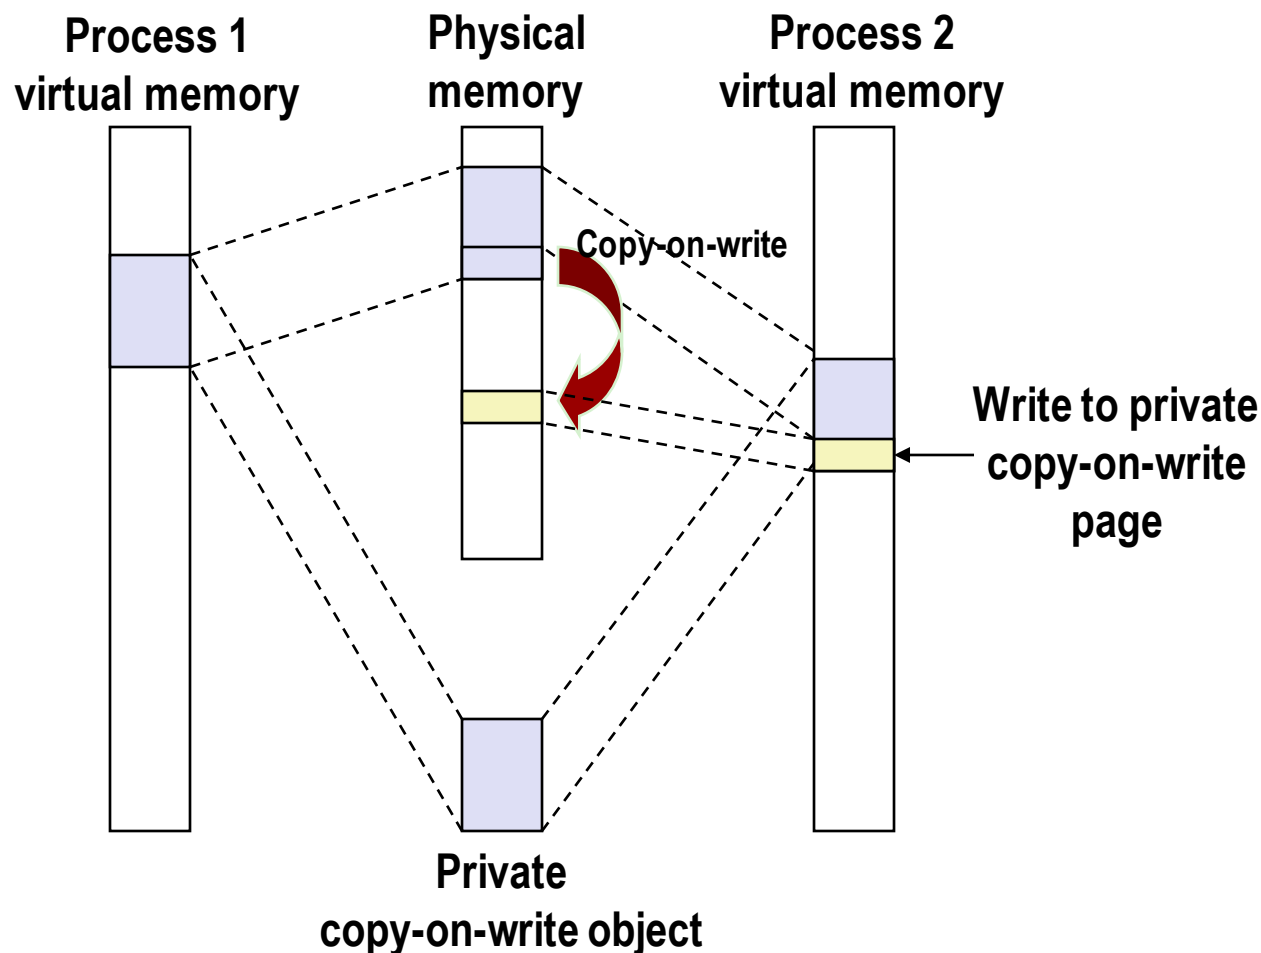 Process 1
virtual memory
Physical
memory
Process 2
virtual memory
Copy-on-write
Write to private
copy-on-write
page
Private
copy-on-write object